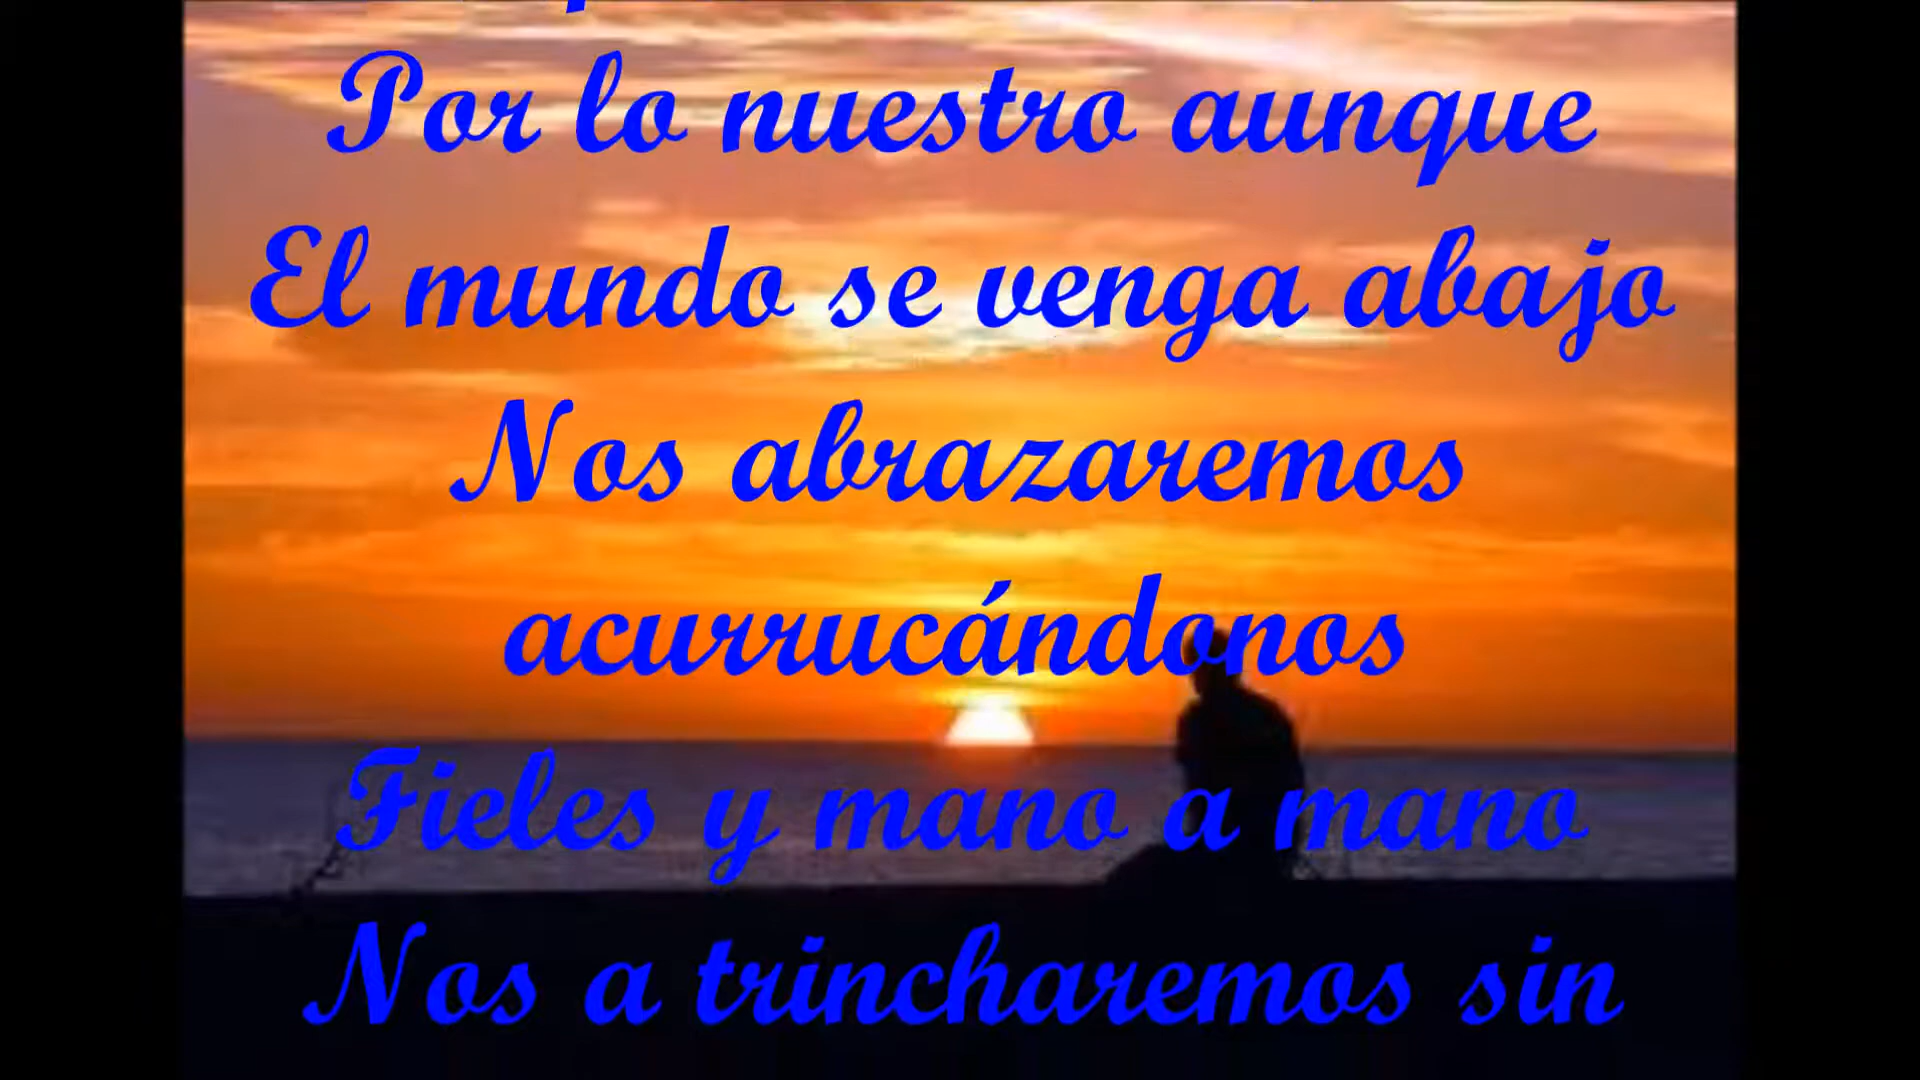 Por lo nuestro aunque
El mundo se venga abajo
Nos abrazaremos
acurrucándonos
Fieles y mano a mano
Nos a trincharemos sin